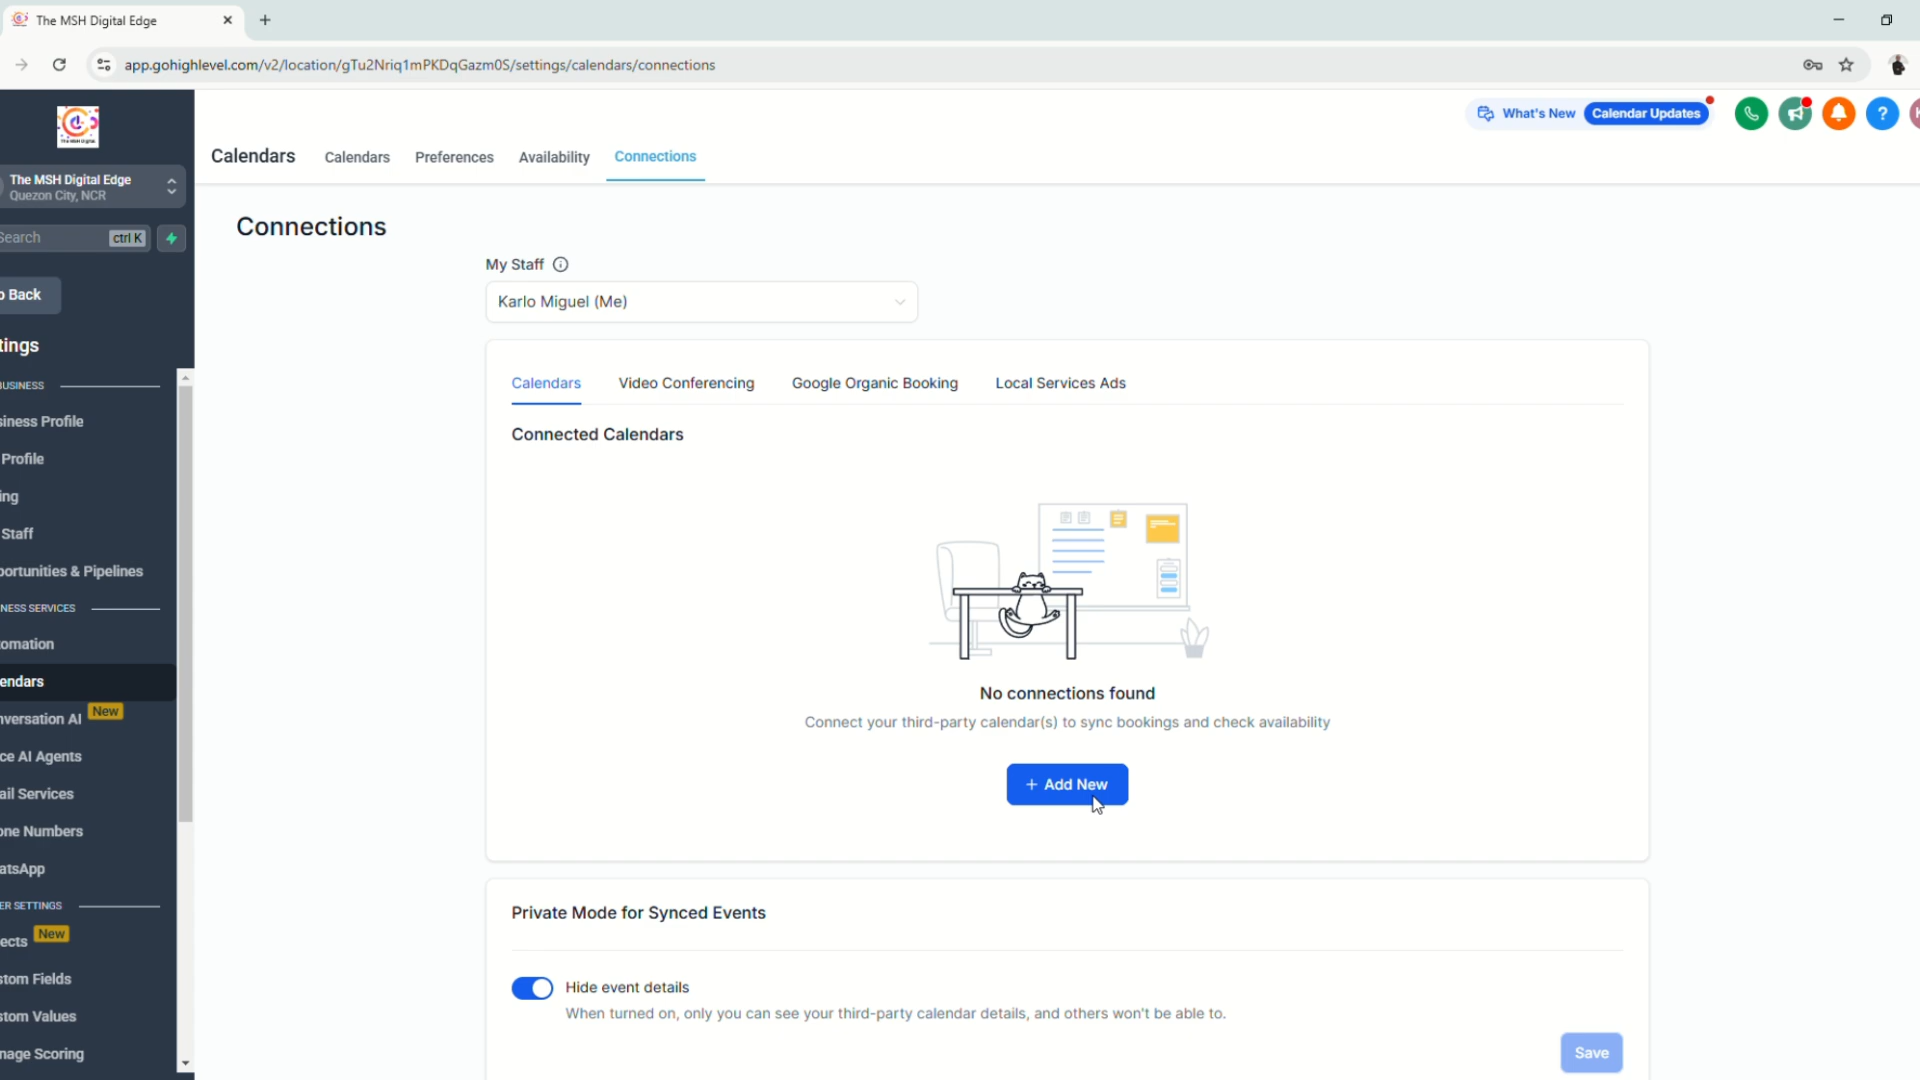 The MSH Digital Edge
app.gohighlevel.com/v2/location/gTu2Nriq1mPKDqGazm0S/settings/calendars/connections
What's New Calendar Updates
The MSH Digital Edge
Quezon City, NCR
Search ctrl K
o Back
tings
Calendars Calendars Preferences Availability Connections
Connections
My Staff
Karlo Miguel (Me)
Calendars Video Conferencing Google Organic Booking Local Services Ads
Connected Calendars
No connections found
Connect your third-party calendar(s) to sync bookings and check availability
+ Add New
Private Mode for Synced Events
Hide event details
When turned on, only you can see your third-party calendar details, and others won't be able to.
Save
USINESS
siness Profile
Profile
ing
Staff
portunities & Pipelines
NESS SERVICES
tomation
endars
nversation AI New
ce AI Agents
ail Services
one Numbers
atsApp
ER SETTINGS
ects New
stom Fields
stom Values
nage Scoring